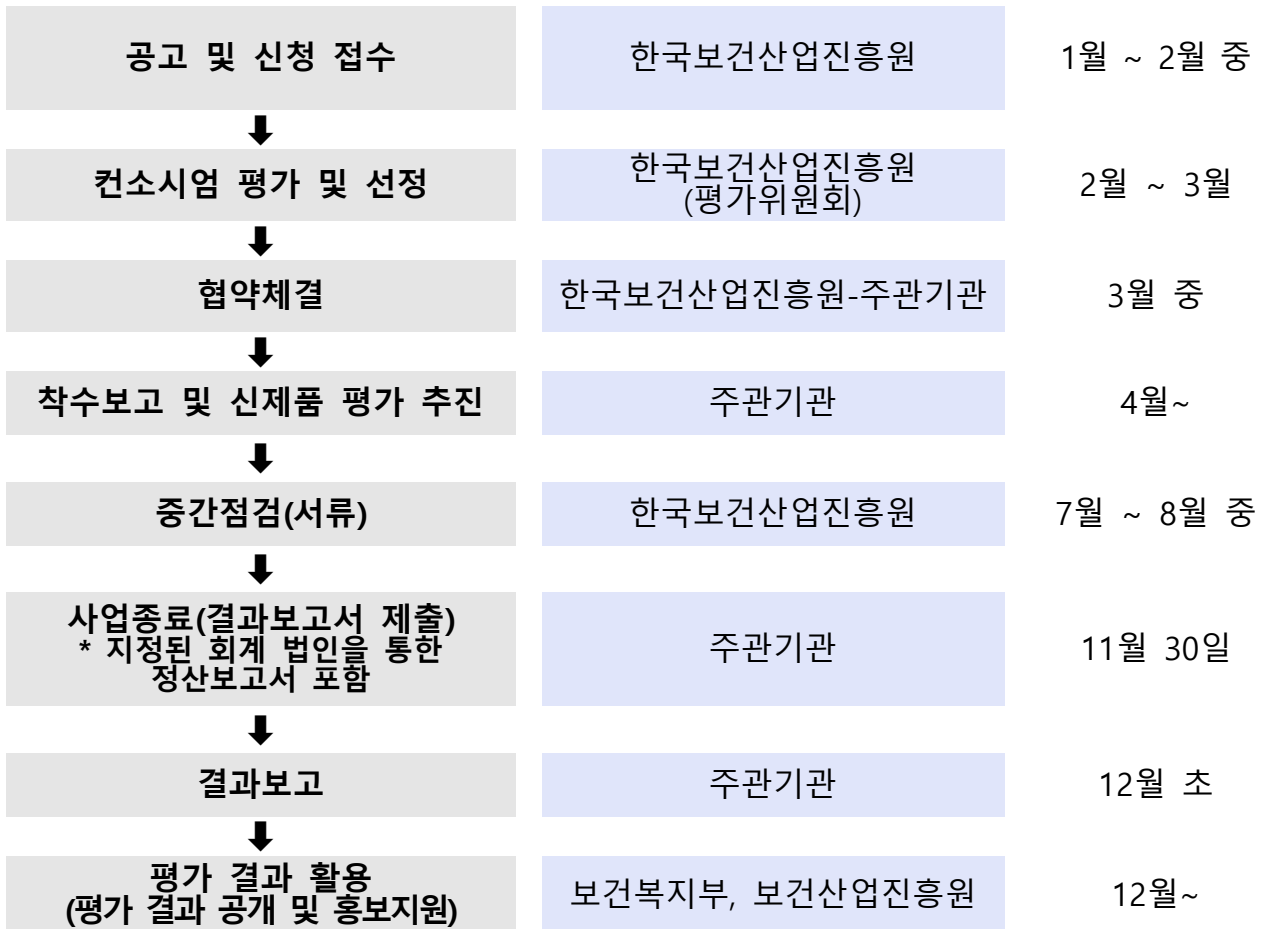 공고 및 신청 접수
한국보건산업진흥원
1월 ~ 2월 중
컨소시엄 평가 및 선정
한국보건산업진흥원
(평가위원회)
2월 ~ 3월
협약체결
한국보건산업진흥원-주관기관
3월 중
착수보고 및 신제품 평가 추진
주관기관
4월~
중간점검(서류)
한국보건산업진흥원
7월 ~ 8월 중
사업종료(결과보고서 제출)
* 지정된 회계 법인을 통한
정산보고서 포함
주관기관
11월 30일
결과보고
주관기관
12월 초
평가 결과 활용
(평가 결과 공개 및 홍보지원)
보건복지부, 보건산업진흥원
12월~